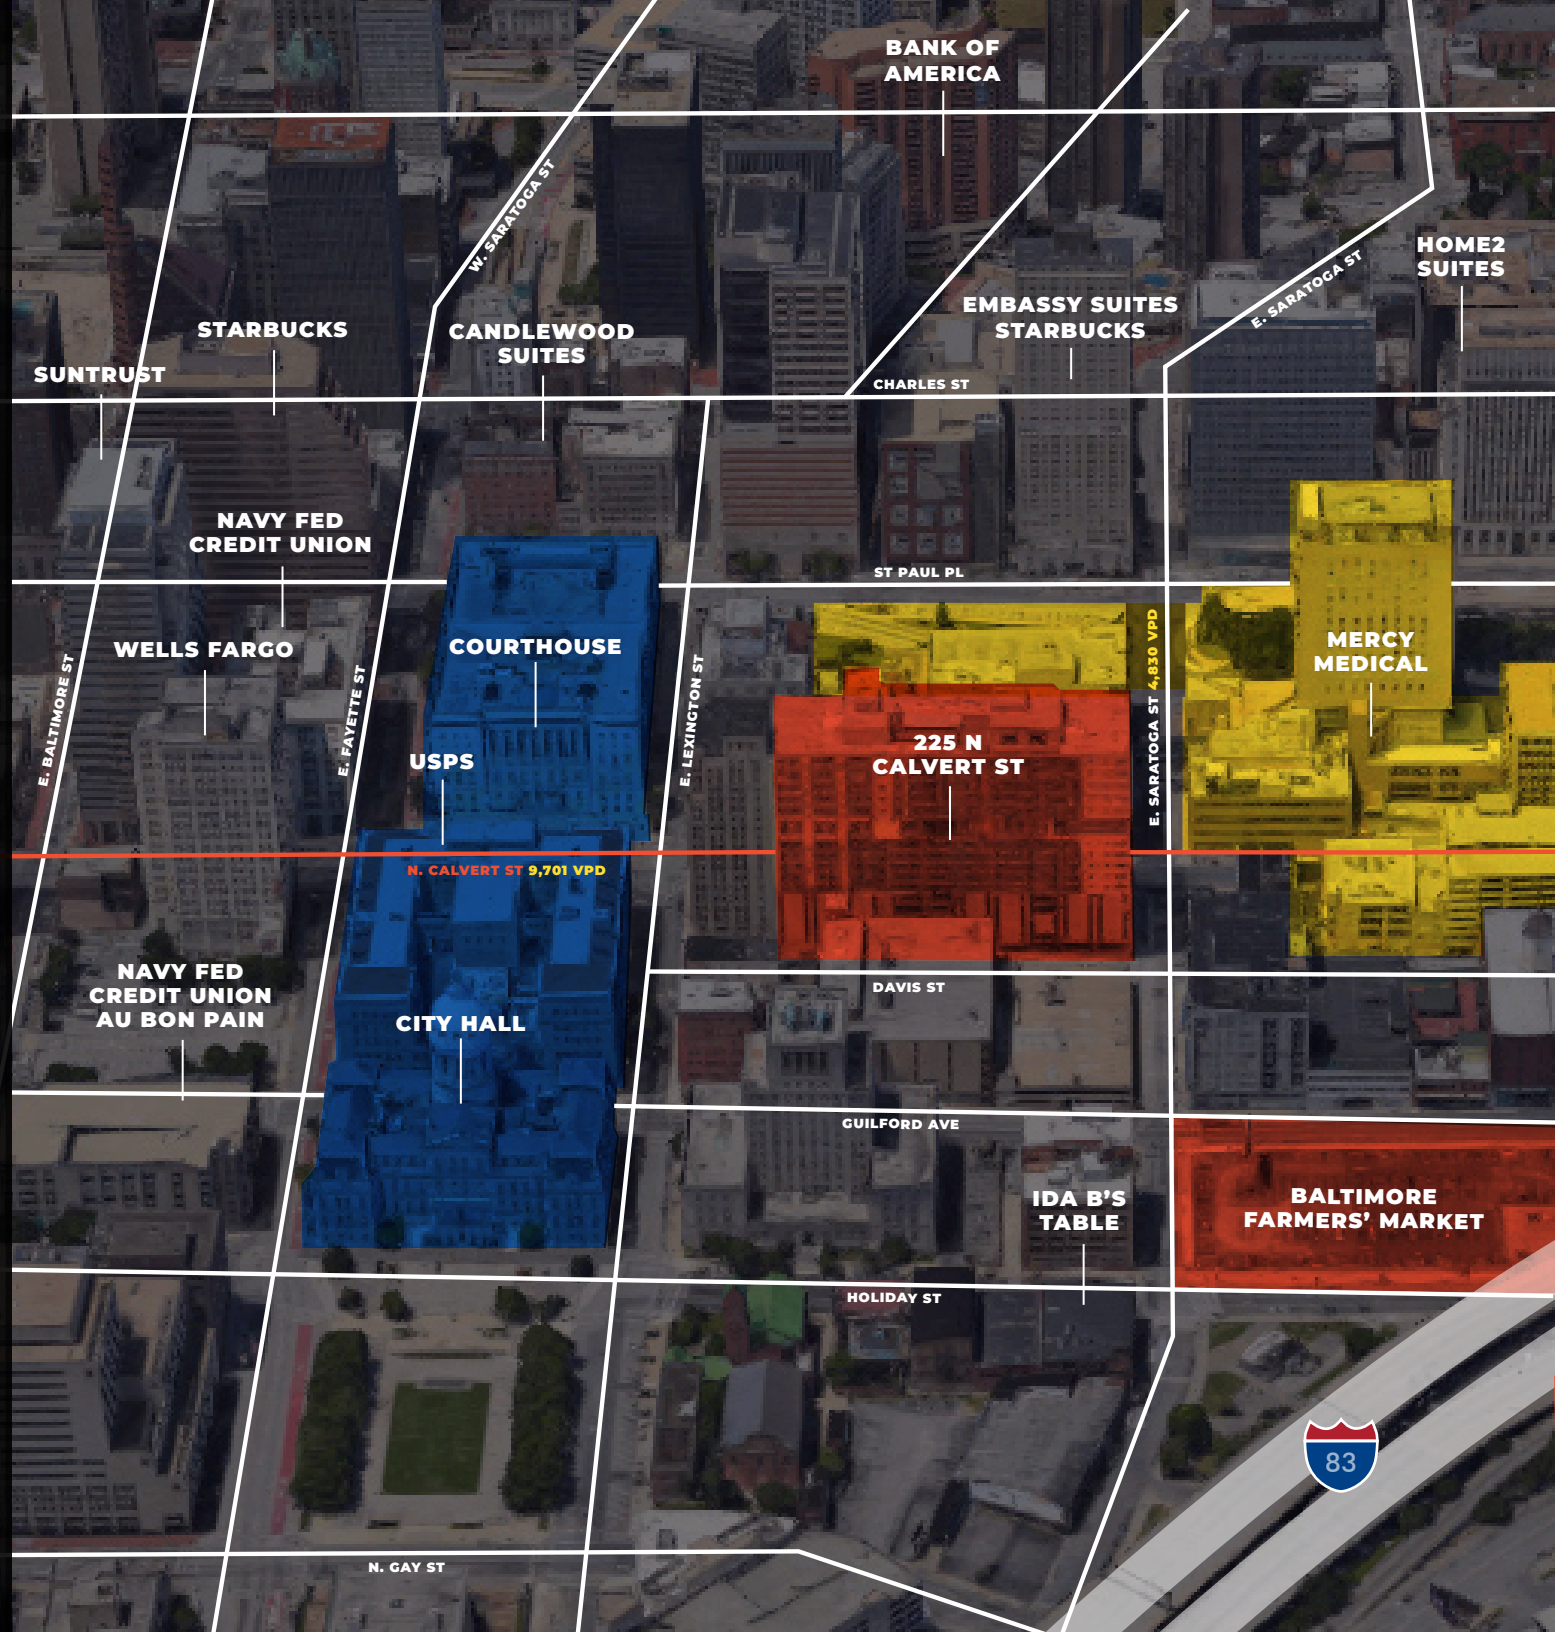 BANK OF
AMERICA
W. SARATOGA ST
HOME2
SUITES
E. SARATOGA ST
EMBASSY SUITES
STARBUCKS
STARBUCKS
CANDLEWOOD
SUITES
SUNTRUST
CHARLES ST
NAVY FED
CREDIT UNION
ST PAUL PL
WELLS FARGO
COURTHOUSE
MERCY
MEDICAL
E. BALTIMORE ST
E. FAYETTE ST
E. LEXINGTON ST
E. SARATOGA ST 4,830 VPD
225 N
CALVERT ST
USPS
N. CALVERT ST 9,701 VPD
NAVY FED
CREDIT UNION
AU BON PAIN
CITY HALL
DAVIS ST
GUILFORD AVE
IDA B'S
TABLE
BALTIMORE
FARMERS' MARKET
HOLIDAY ST
83
N. GAY ST